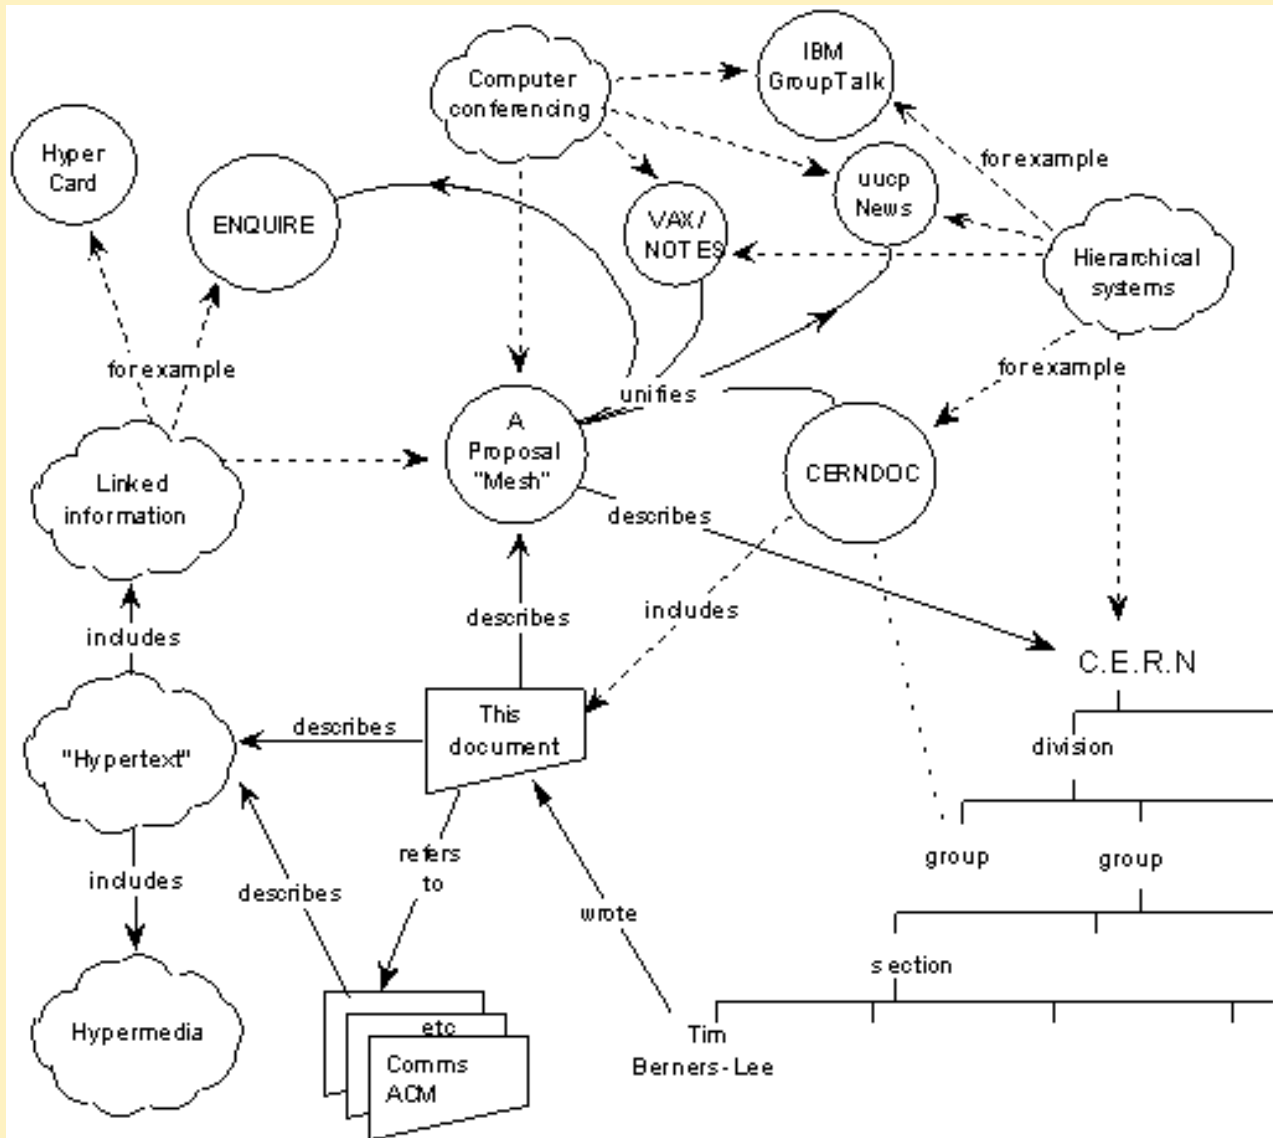 IBM
GroupTalk
Computer
conferencing
Hyper
Card
for example
uucp
News
ENQUIRE
VAX/
NOTES
Hierarchical
systems
for example
for example
unifies
A
Proposal
"Mesh"
CERNDOC
Linked
information
describes
includes
describes
includes
C.E.R.N
This
document
describes
"Hypertext"
division
refers
to
group
group
includes
describes
wrote
section
Hypermedia
etc
Comms
ACM
Tim
Berners-Lee